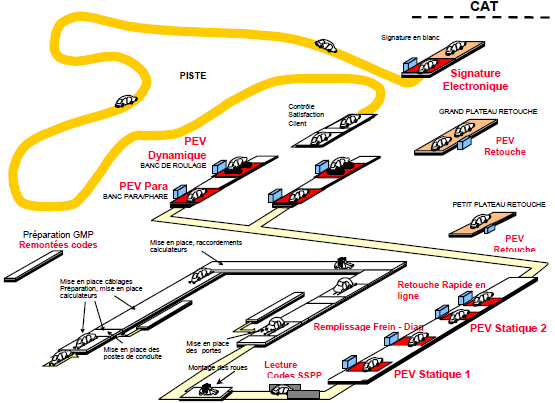 CAT
Signature en blanc
PISTE
Signature
Electronique
Contrôle
Satisfaction
Client
GRAND PLATEAU RETOUCHE
PEV
Dynamique
BANC DE ROULAGE
PEV
Retouche
PEV Para
BANC PARA/PHARE
PETIT PLATEAU RETOUCHE
Préparation GMP
Remontées codes
PEV
Retouche
Mise en place, raccordements
calculateurs
Mise en place câblages
Préparation, mise en place
calculateurs
Retouche Rapide en
ligne
Remplissage Frein - Diag
PEV Statique 2
Mise en place des
postes de conduite
Mise en place
des portes
Montage des roues
Lecture
Codes SSPP
PEV Statique 1